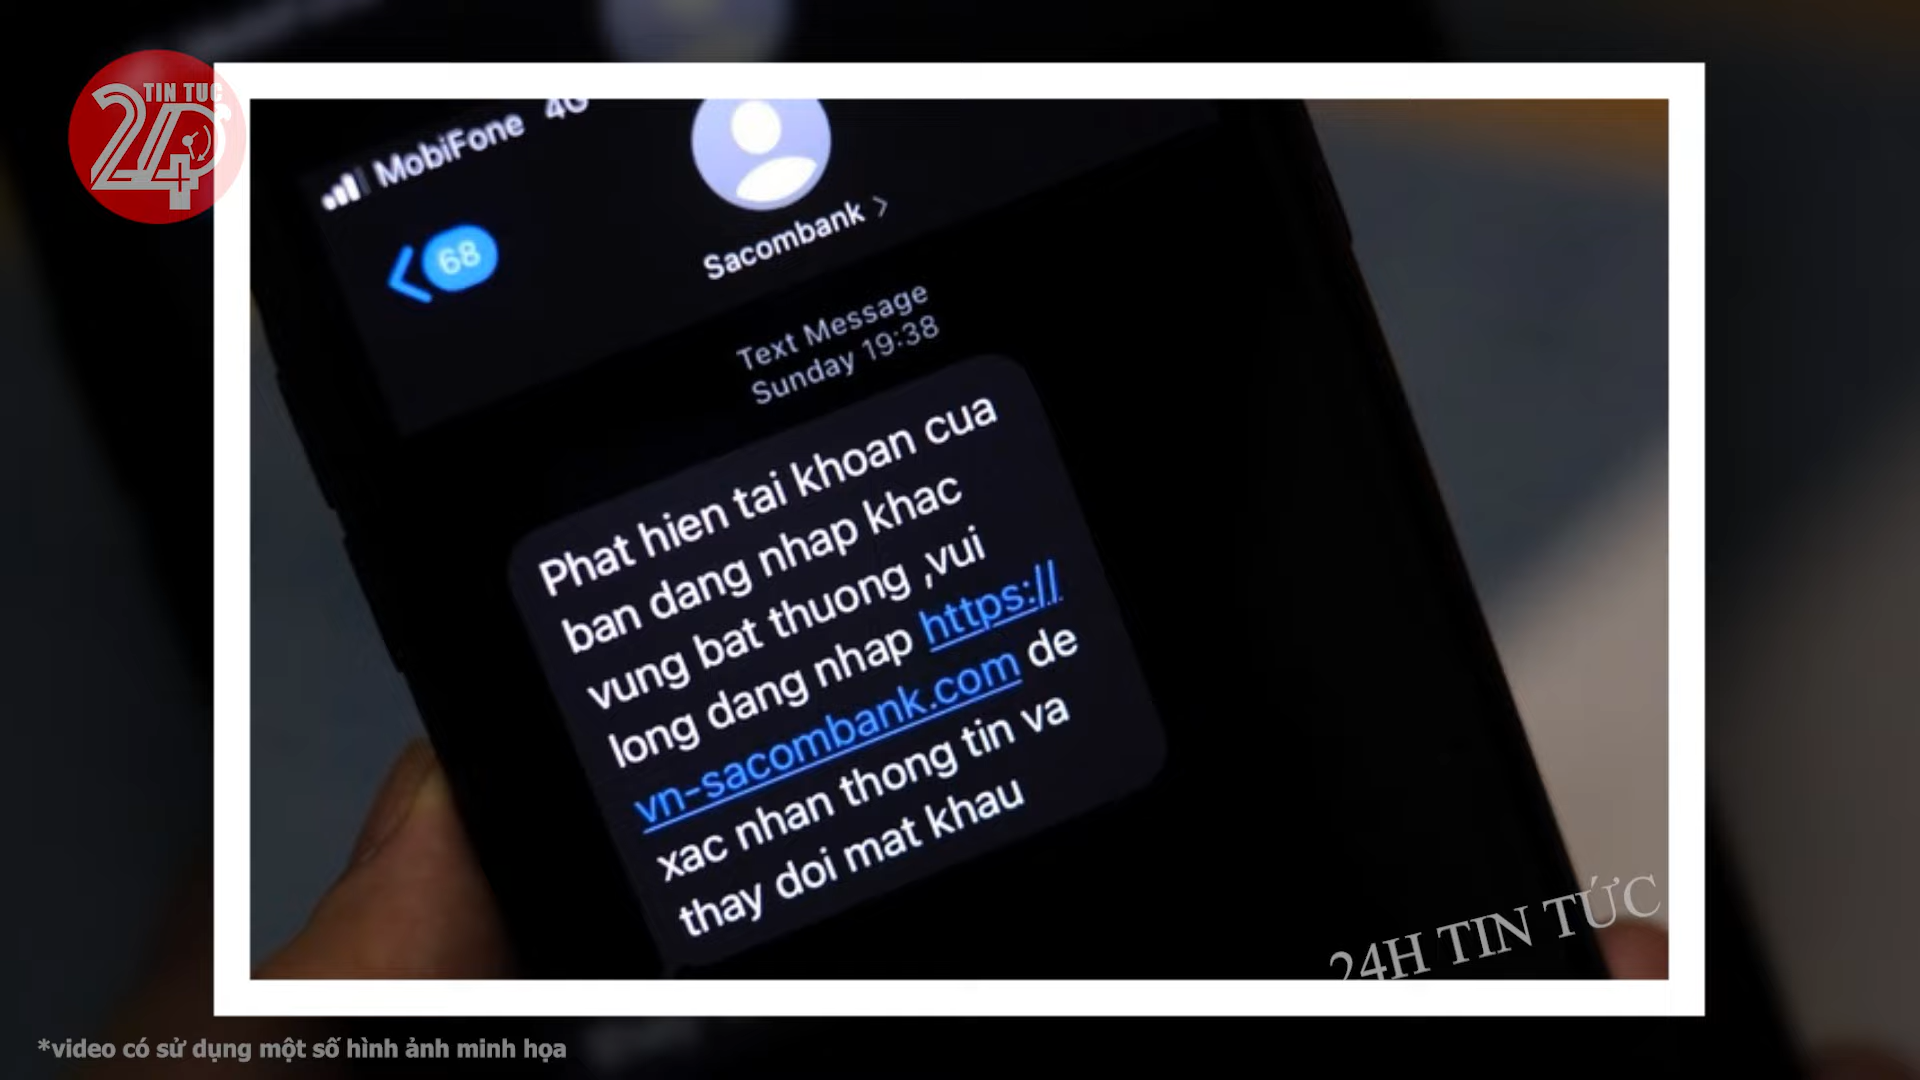 TIN TUC
24
MobiFone 4G
68
Sacombank >
Text Message
Sunday 19:38
Phat hien tai khoan cua
ban dang nhap khac
vung bat thuong ,vui
long dang nhap https://
vn-sacombank.com de
xac nhan thong tin va
thay doi mat khau
24H TIN TỨC
*video có sử dụng một số hình ảnh minh họa